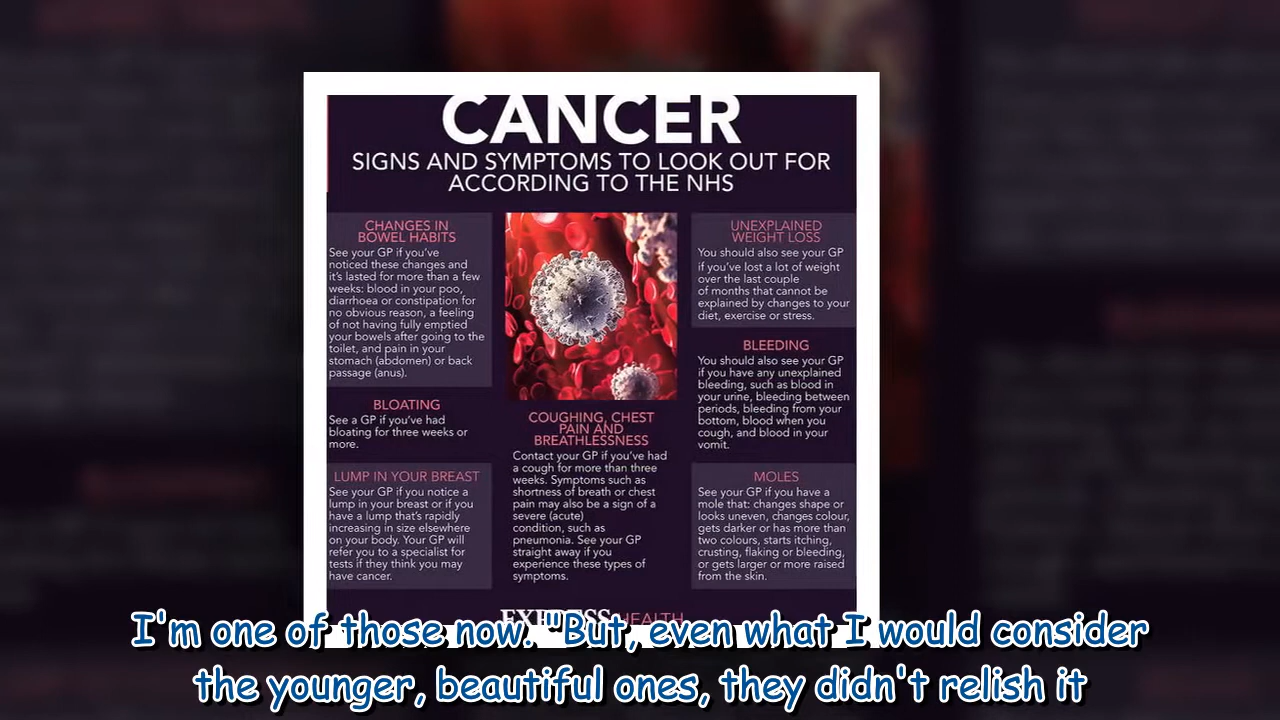 CANCER
SIGNS AND SYMPTOMS TO LOOK OUT FOR
ACCORDING TO THE NHS
CHANGES IN
BOWEL HABITS
See your GP if you've
noticed these changes and
it's lasted for more than a few
weeks: blood in your poo,
diarrhoea or constipation for
no obvious reason, a feeling
of not having fully emptied
your bowels after going to the
toilet, and pain in your
stomach (abdomen) or back
passage (anus).
BLOATING
See a GP if you've had
bloating for three weeks or
more.
LUMP IN YOUR BREAST
See your GP if you notice a
lump in your breast or if you
have a lump that's rapidly
increasing in size elsewhere
on your body. Your GP will
refer you to a specialist for
tests if they think you may
have cancer.
COUGHING, CHEST
PAIN AND
BREATHLESSNESS
Contact your GP if you've had
a cough for more than three
weeks. Symptoms such as
shortness of breath or chest
pain may also be a sign of a
severe (acute)
condition, such as
pneumonia. See your GP
straight away if you
experience these types of
symptoms.
UNEXPLAINED
WEIGHT LOSS
You should also see your GP
if you've lost a lot of weight
over the last couple
of months that cannot be
explained by changes to your
diet, exercise or stress.
BLEEDING
You should also see your GP
if you have any unexplained
bleeding, such as blood in
your urine, bleeding between
periods, bleeding from your
bottom, blood when you
cough, and blood in your
vomit.
MOLES
See your GP if you have a
mole that: changes shape or
looks uneven, changes colour,
gets darker or has more than
two colours, starts itching,
crusting, flaking or bleeding,
or gets larger or more raised
from the skin.
EXPRESS HEALTH
I'm one of those now. "But, even what I would consider
the younger, beautiful ones, they didn't relish it